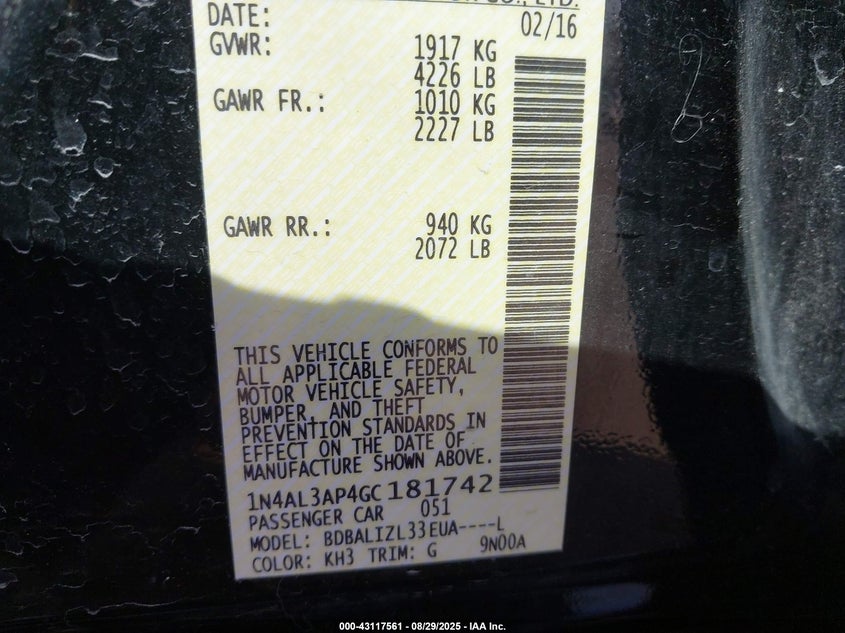 CO., LTD.
DATE: 02/16
GVWR: 1917 KG
4226 LB
GAWR FR.: 1010 KG
2227 LB
GAWR RR.: 940 KG
2072 LB
THIS VEHICLE CONFORMS TO
ALL APPLICABLE FEDERAL
MOTOR VEHICLE SAFETY,
BUMPER, AND THEFT
PREVENTION STANDARDS IN
EFFECT ON THE DATE OF
MANUFACTURE SHOWN ABOVE.
1N4AL3AP4GC181742
PASSENGER CAR 051
MODEL: BDBALIZL33EUA----L
COLOR: KH3 TRIM: G 9N00A
000-43117561 - 08/29/2025 - IAA Inc.